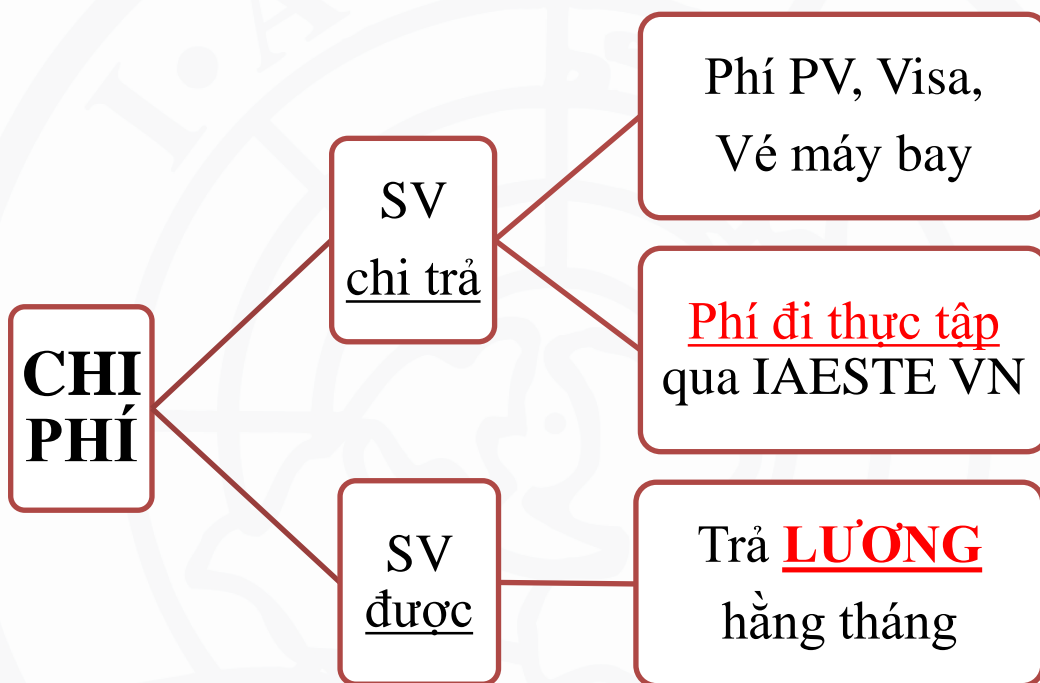 CHI
PHÍ
SV
chi trả
Phí PV, Visa,
Vé máy bay
Phí đi thực tập
qua IAESTE VN
SV
được
Trả LƯƠNG
hằng tháng